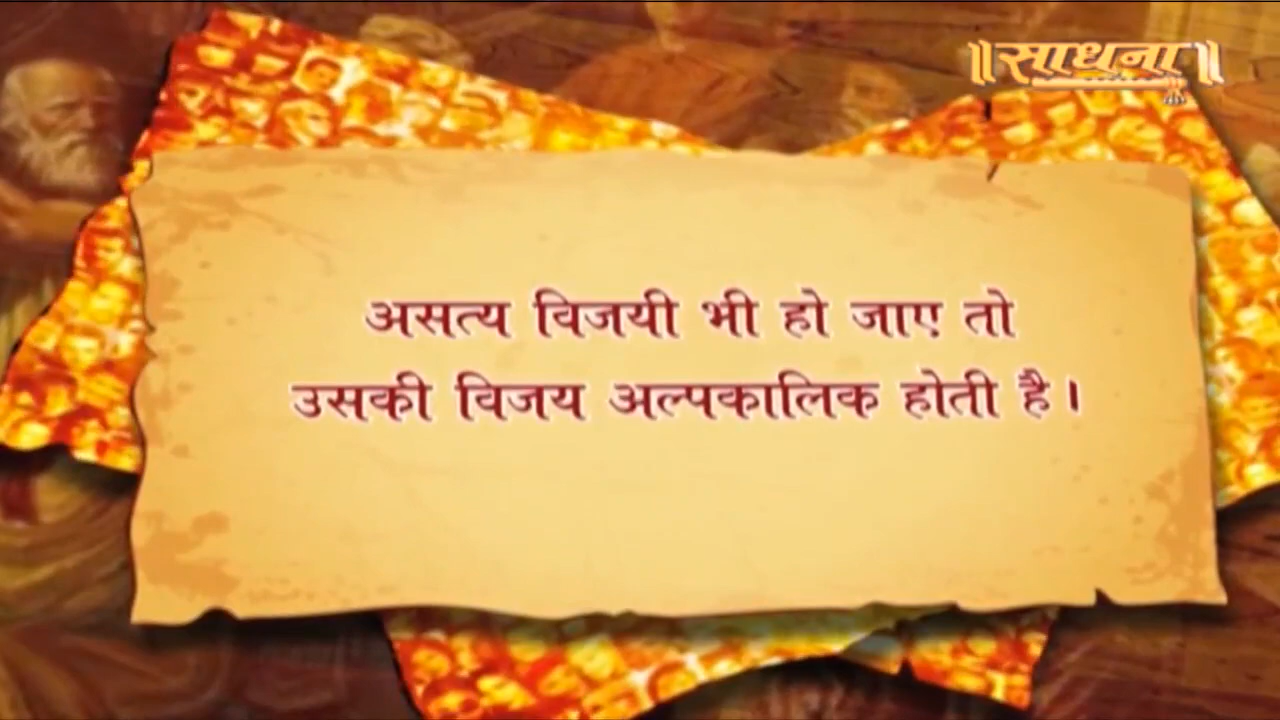 ॥साधना॥
असत्य विजयी भी हो जाए तो
उसकी विजय अल्पकालिक होती है।